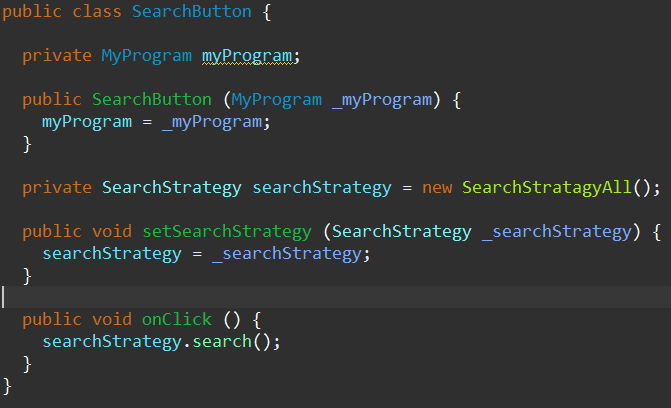 public class SearchButton {
private MyProgram myProgram;
public SearchButton (MyProgram _myProgram) {
myProgram = _myProgram;
}
private SearchStrategy searchStrategy = new SearchStratagyAll();
public void setSearchStrategy (SearchStrategy _searchStrategy) {
searchStrategy = _searchStrategy;
}
public void onClick () {
searchStrategy.search();
}
}